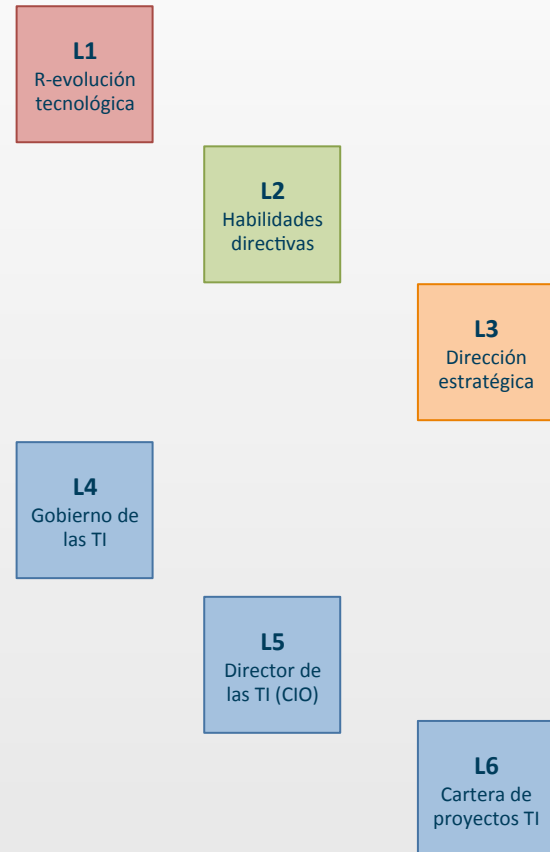 L1
R-evolución
tecnológica
L2
Habilidades
directivas
L3
Dirección
estratégica
L4
Gobierno de
las TI
L5
Director de
las TI (CIO)
L6
Cartera de
proyectos TI